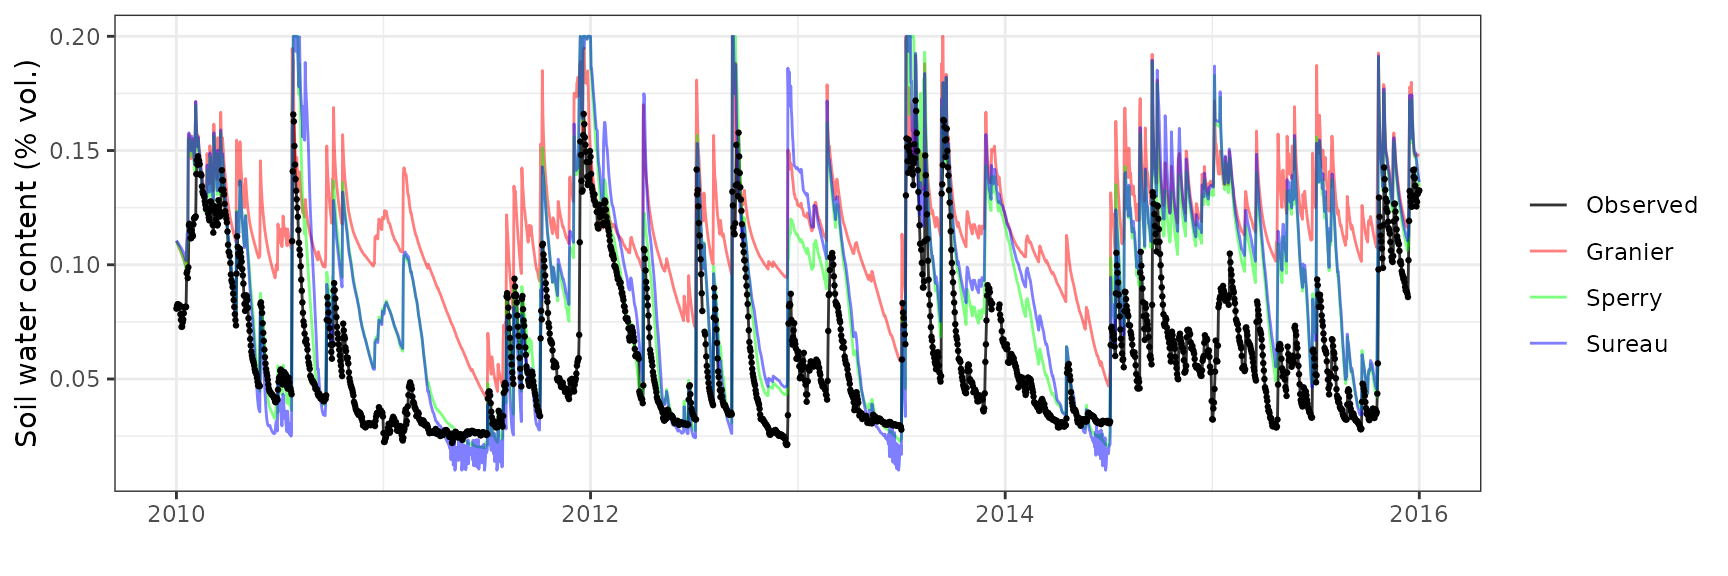 Soil water content (% vol.)
0.20
0.15
0.10
0.05
2010
2012
2014
2016
Observed
Granier
Sperry
Sureau